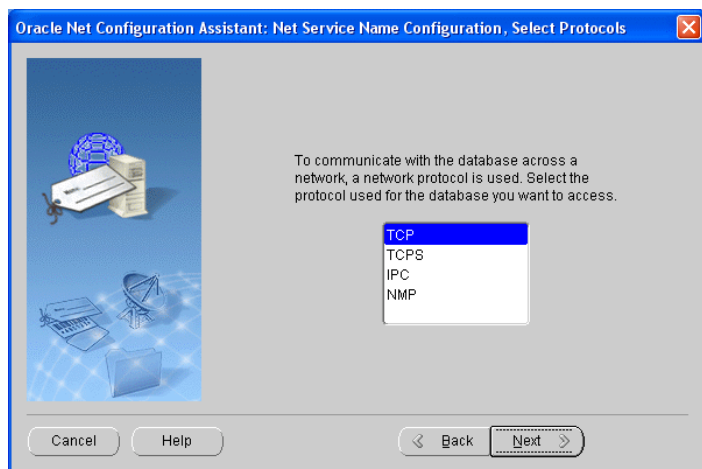 Oracle Net Configuration Assistant: Net Service Name Configuration, Select Protocols
To communicate with the database across a
network, a network protocol is used. Select the
protocol used for the database you want to access.
TCP
TCPS
IPC
NMP
Cancel
Help
Back
Next